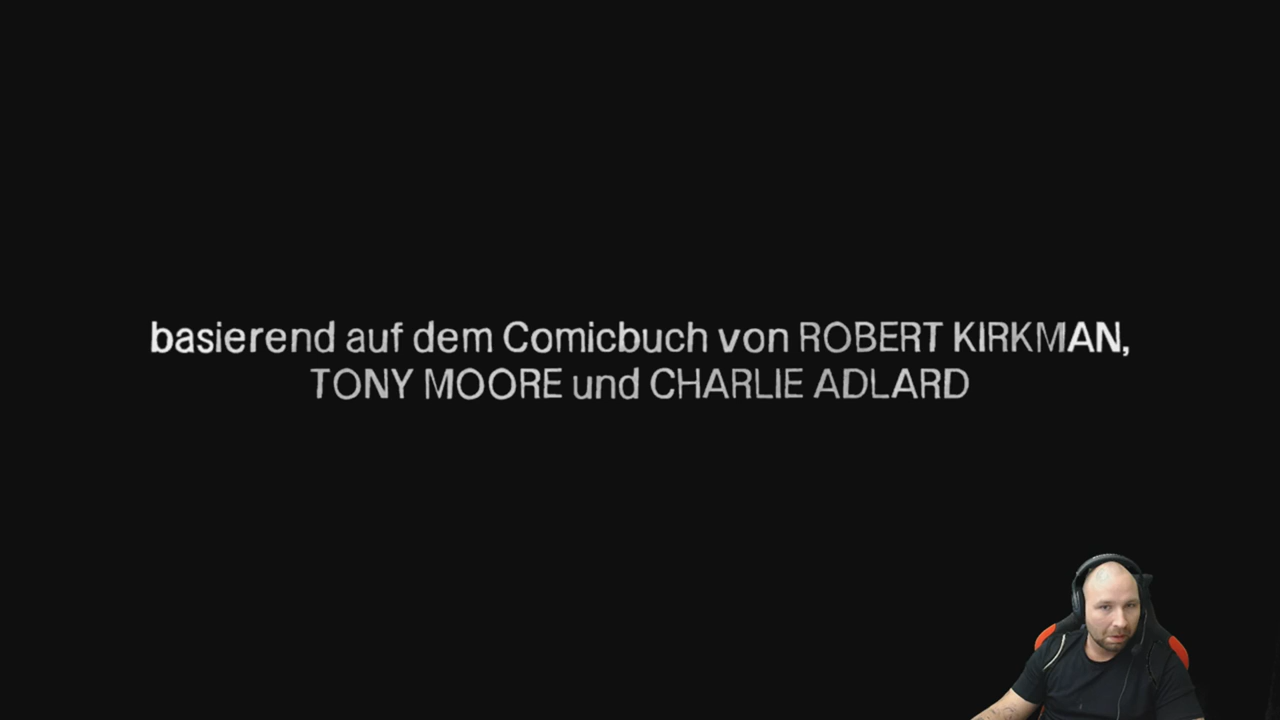 basierend auf dem Comicbuch von ROBERT KIRKMAN,
TONY MOORE und CHARLIE ADLARD